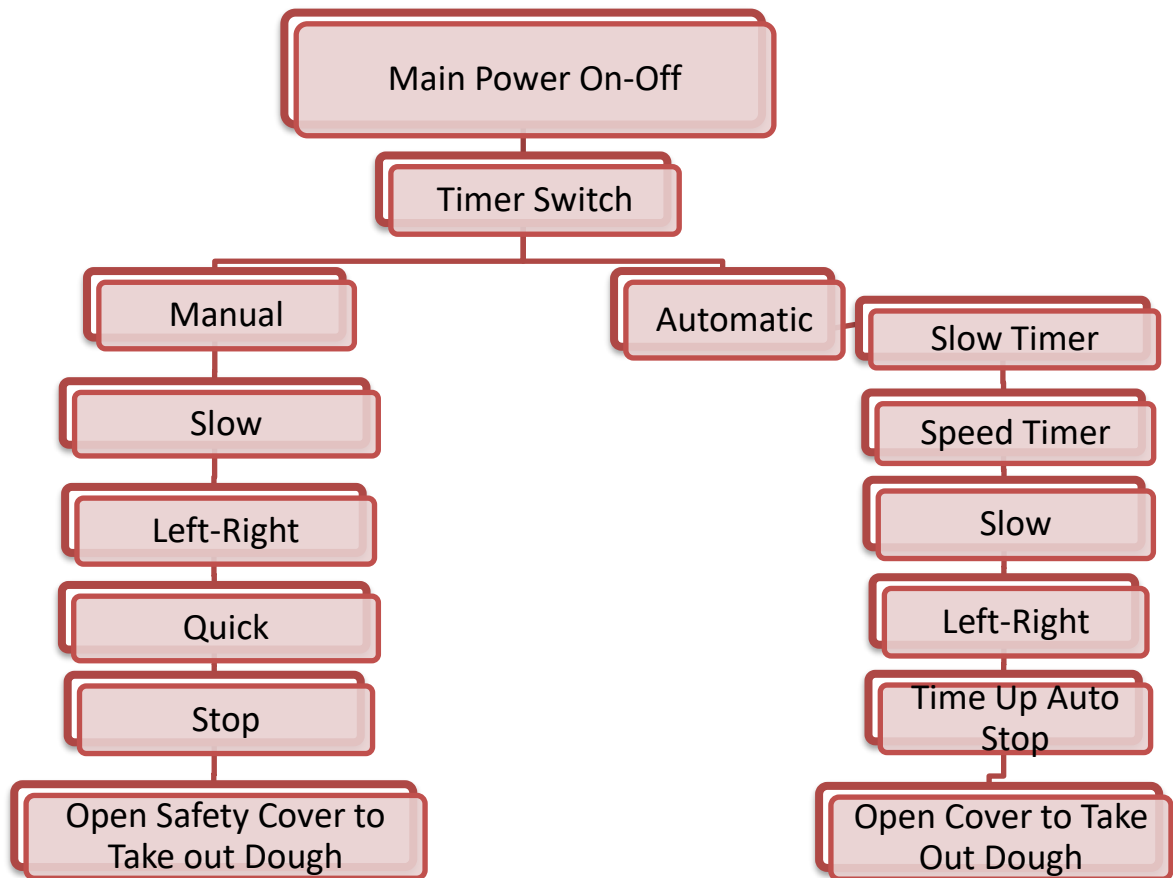 Main Power On-Off
Timer Switch
Manual
Slow
Left-Right
Quick
Stop
Open Safety Cover to
Take out Dough
Automatic
Slow Timer
Speed Timer
Slow
Left-Right
Time Up Auto
Stop
Open Cover to Take
Out Dough